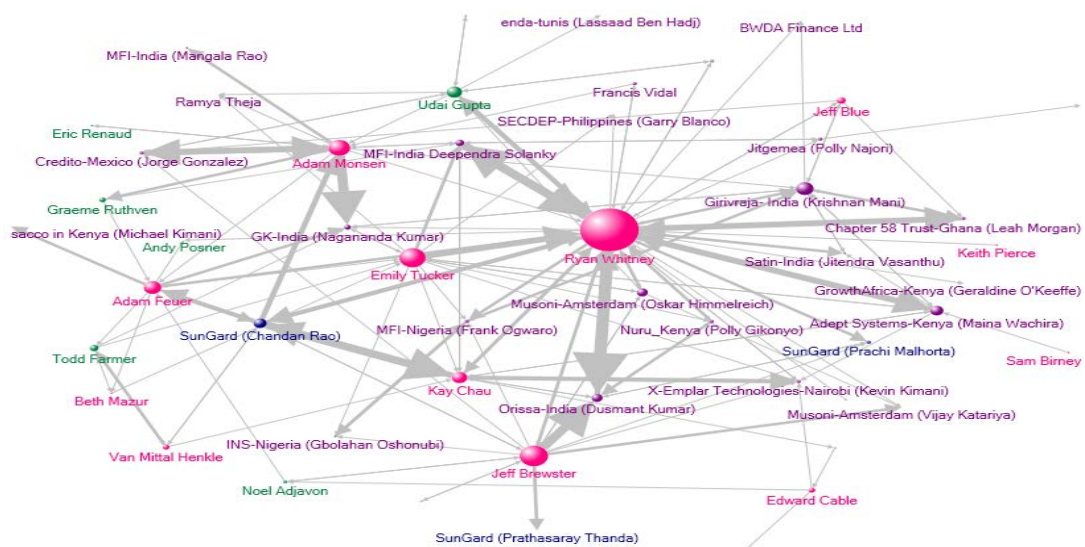 enda-tunis (Lassaad Ben Hadj)
BWDA Finance Ltd
MFI-India (Mangala Rao)
Ramya Theja
Udai Gupta
Francis Vidal
Jeff Blue
SECDEP-Philippines (Garry Blanco)
Eric Renaud
Credito-Mexico (Jorge Gonzalez)
Adam Monsen
MFI-India Deependra Solanky
Jitgemea (Polly Najori)
Graeme Ruthven
Girivraja- India (Krishnan Mani)
sacco in Kenya (Michael Kimani)
Andy Posner
GK-India (Nagananda Kumar)
Chapter 58 Trust-Ghana (Leah Morgan)
Emily Tucker
Ryan Whitney
Satin-India (Jitendra Vasanthu)
Keith Pierce
Adam Feuer
Musoni-Amsterdam (Oskar Himmelreich)
GrowthAfrica-Kenya (Geraldine O'Keeffe)
SunGard (Chandan Rao)
MFI-Nigeria (Frank Ogwaro)
Nuru_Kenya (Polly Gikonyo)
Adept Systems-Kenya (Maina Wachira)
Todd Farmer
SunGard (Prachi Malhorta)
Sam Birney
Beth Mazur
Kay Chau
X-Emplar Technologies-Nairobi (Kevin Kimani)
Orissa-India (Dusmant Kumar)
Musoni-Amsterdam (Vijay Katariya)
Van Mittal Henkle
INS-Nigeria (Gbolahan Oshonubi)
Jeff Brewster
Noel Adjavon
Edward Cable
SunGard (Prathasaray Thanda)